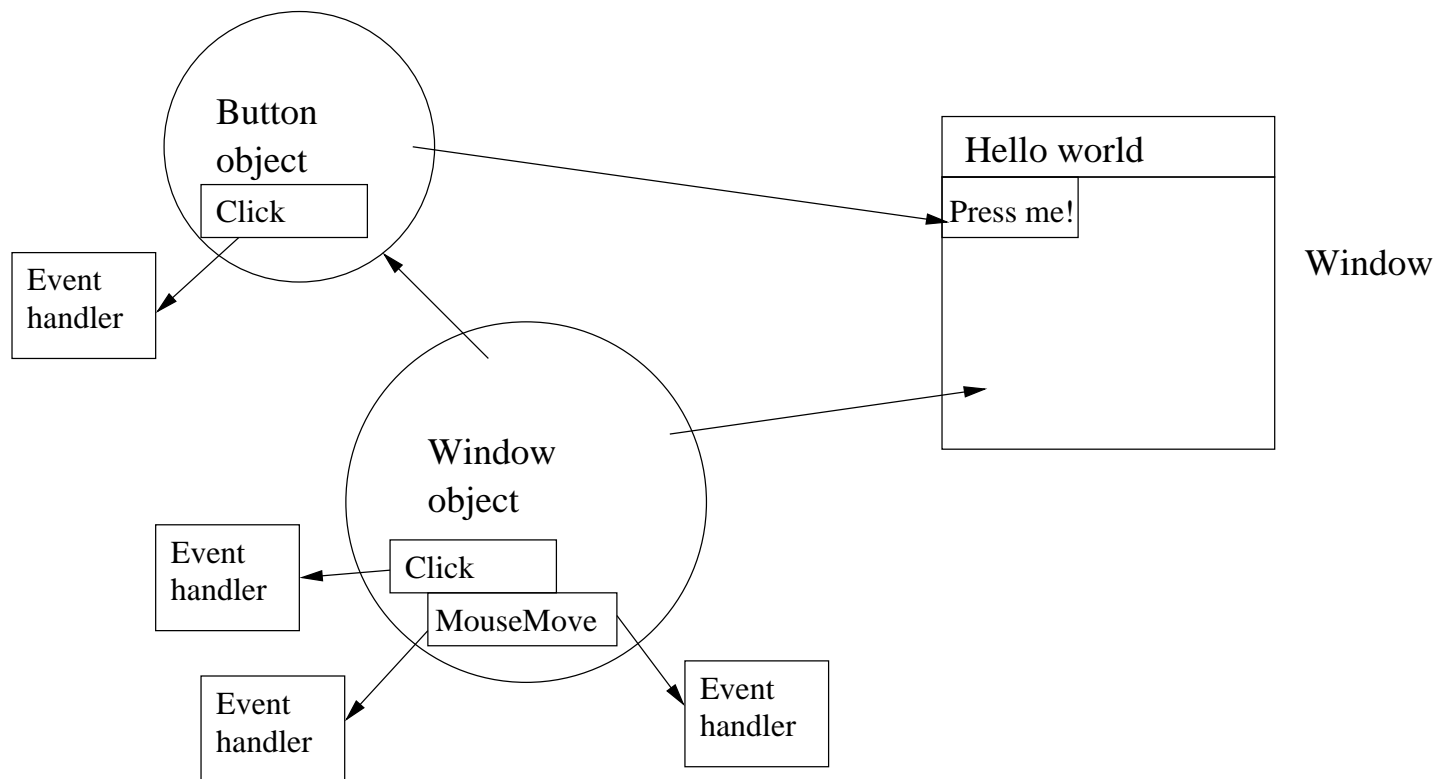 Button
object
Click
Event
handler
Hello world
Press me!
Window
Window
object
Click
MouseMove
Event
handler
Event
handler
Event
handler